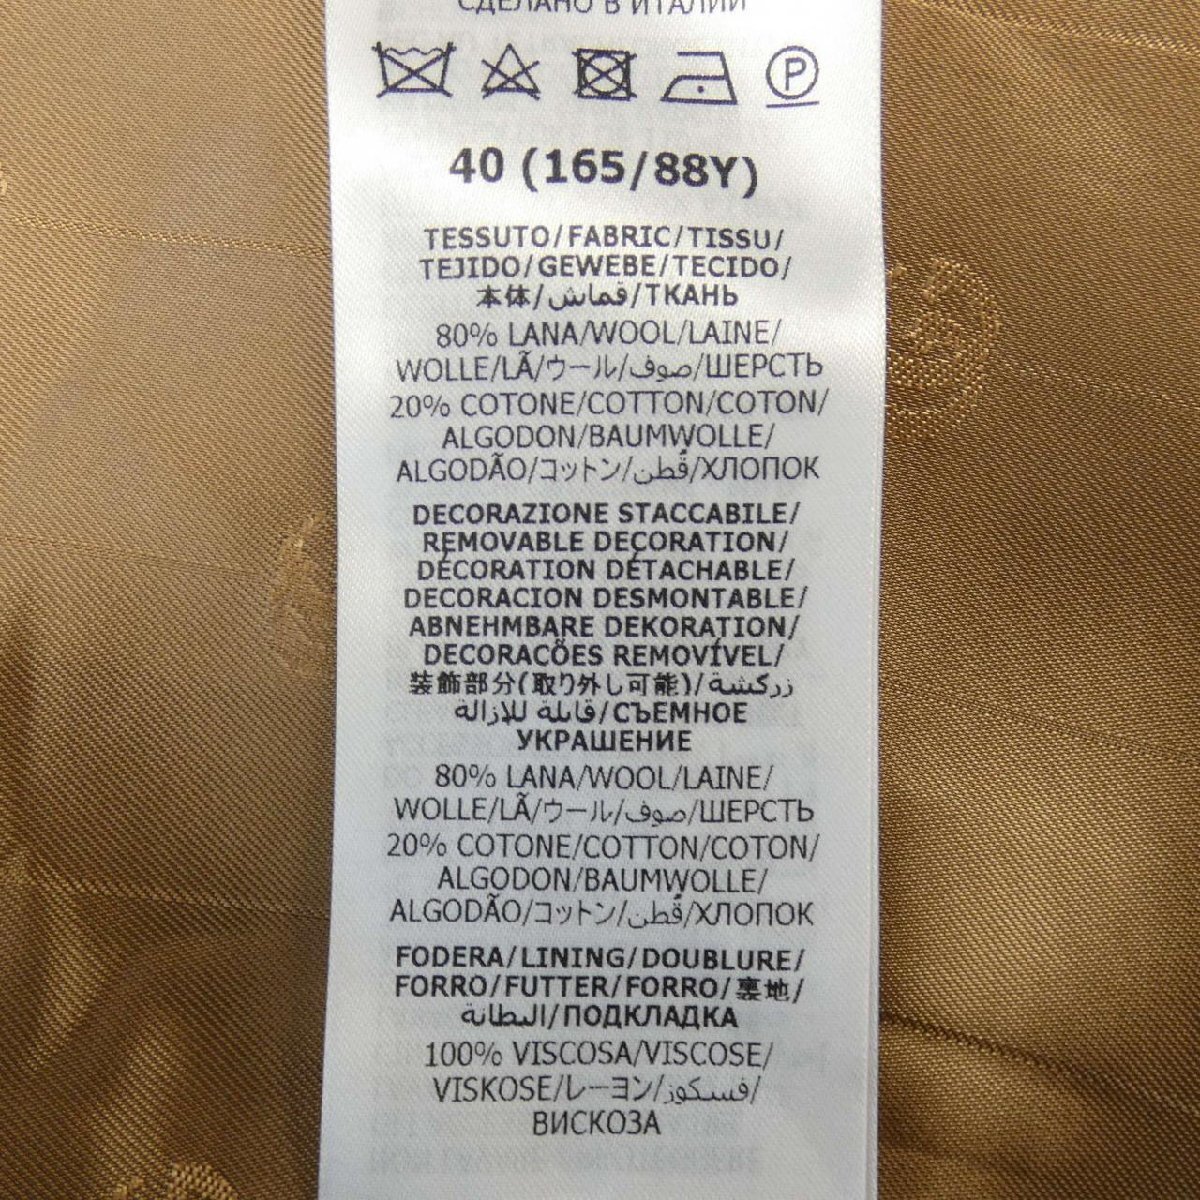 СДЕЛАНО В ИТАЛИИ
P
40 (165/88Y)
TESSUTO/FABRIC/TISSU/
TEJIDO/GEWEBE/TECIDO/
本体/قماش/ТКАНЬ
80% LANA/WOOL/LAINE/
WOLLE/LÃ/ウール/صوف/ШЕРСТЬ
20% COTONE/COTTON/COTON/
ALGODON/BAUMWOLLE/
ALGODÃO/コットン/قُطن/ХЛОПОК
DECORAZIONE STACCABILE/
REMOVABLE DECORATION/
DÉCORATION DÉTACHABLE/
DECORACION DESMONTABLE/
ABNEHMBARE DEKORATION/
DECORAÇÕES REMOVÍVEL/
装飾部分(取り外し可能)/زركشة
قابلة للإزالة/СЪЕМНОЕ
УКРАШЕНИЕ
80% LANA/WOOL/LAINE/
WOLLE/LÃ/ウール/صوف/ШЕРСТЬ
20% COTONE/COTTON/COTON/
ALGODON/BAUMWOLLE/
ALGODÃO/コットン/قُطن/ХЛОПОК
FODERA/LINING/DOUBLURE/
FORRO/FUTTER/FORRO/裏地/
البطانة/ПОДКЛАДКА
100% VISCOSA/VISCOSE/
VISKOSE/レーヨン/فسكوز/
ВИСКОЗА